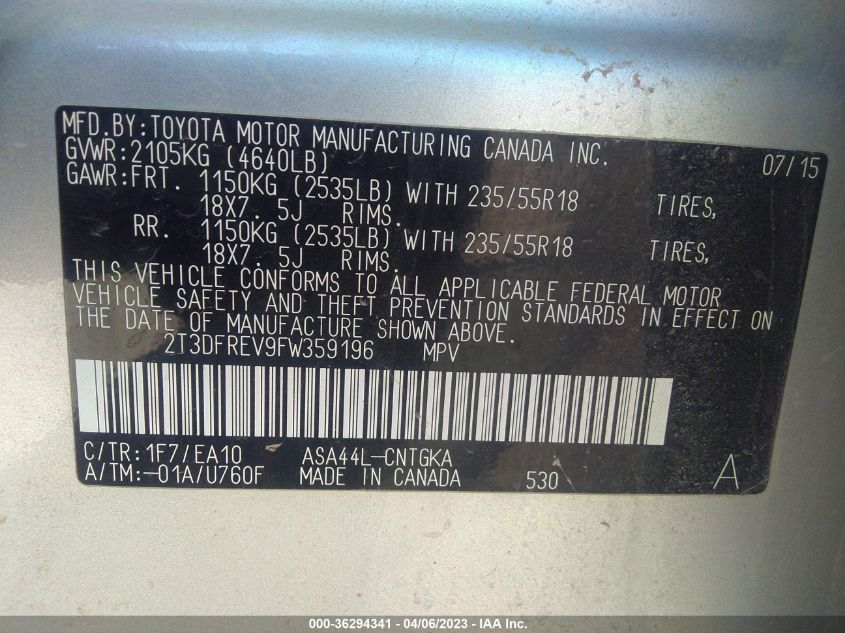 MFD.BY:TOYOTA MOTOR MANUFACTURING CANADA INC. 07/15
GVWR:2105KG (4640LB)
GAWR:FRT. 1150KG (2535LB) WITH 235/55R18 TIRES,
18X7. 5J RIMS.
RR. 1150KG (2535LB) WITH 235/55R18 TIRES,
18X7. 5J RIMS.
THIS VEHICLE CONFORMS TO ALL APPLICABLE FEDERAL MOTOR
VEHICLE SAFETY AND THEFT PREVENTION STANDARDS IN EFFECT ON
THE DATE OF MANUFACTURE SHOWN ABOVE.
2T3DFREV9FW359196 MPV
C/TR:1F7/EA10 ASA44L-CNTGKA
A/TM:-01A/U760F MADE IN CANADA 530 A
000-36294341 - 04/06/2023 - IAA Inc.